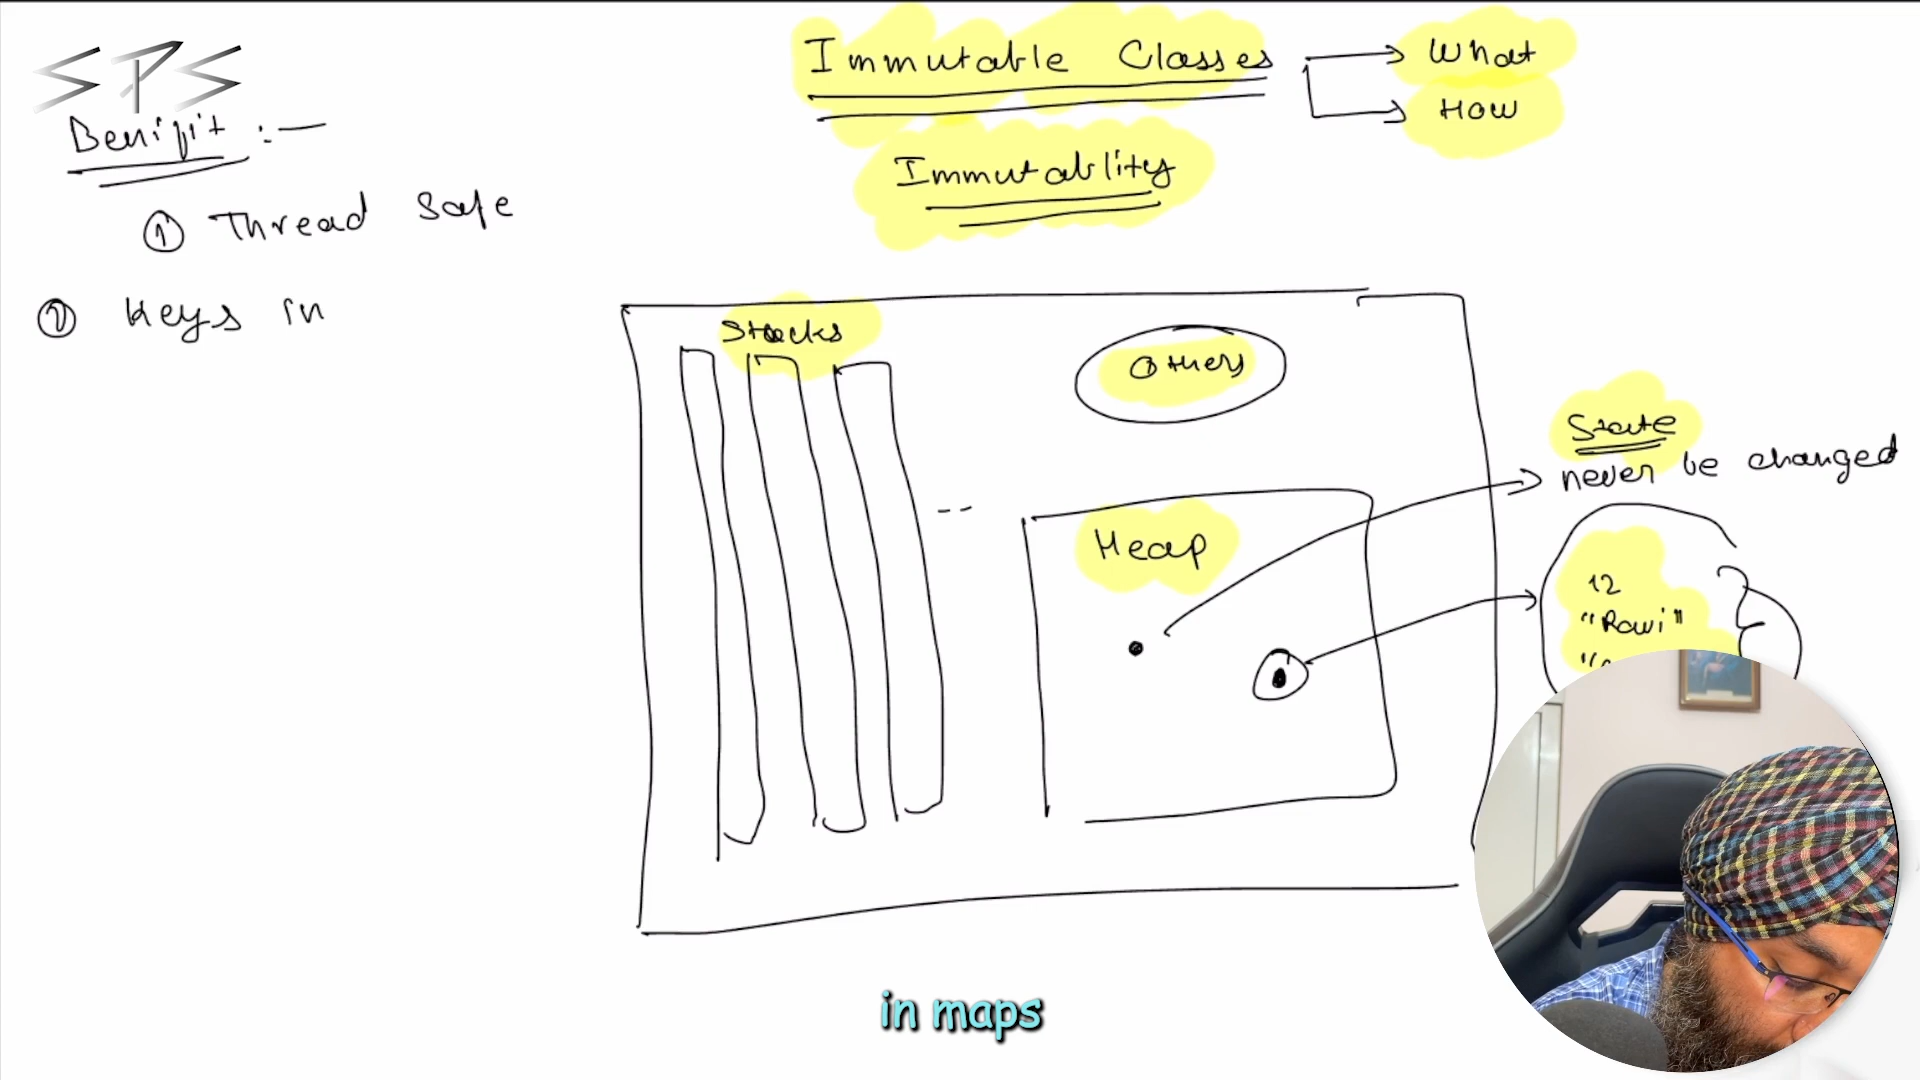 SPS
Immutable Classes
What
How
Immutablity
Benifit :—
① Thread Safe
② Keys in
Stacks
Others
State
never be changed
Heap
12
"Ravi"
in maps